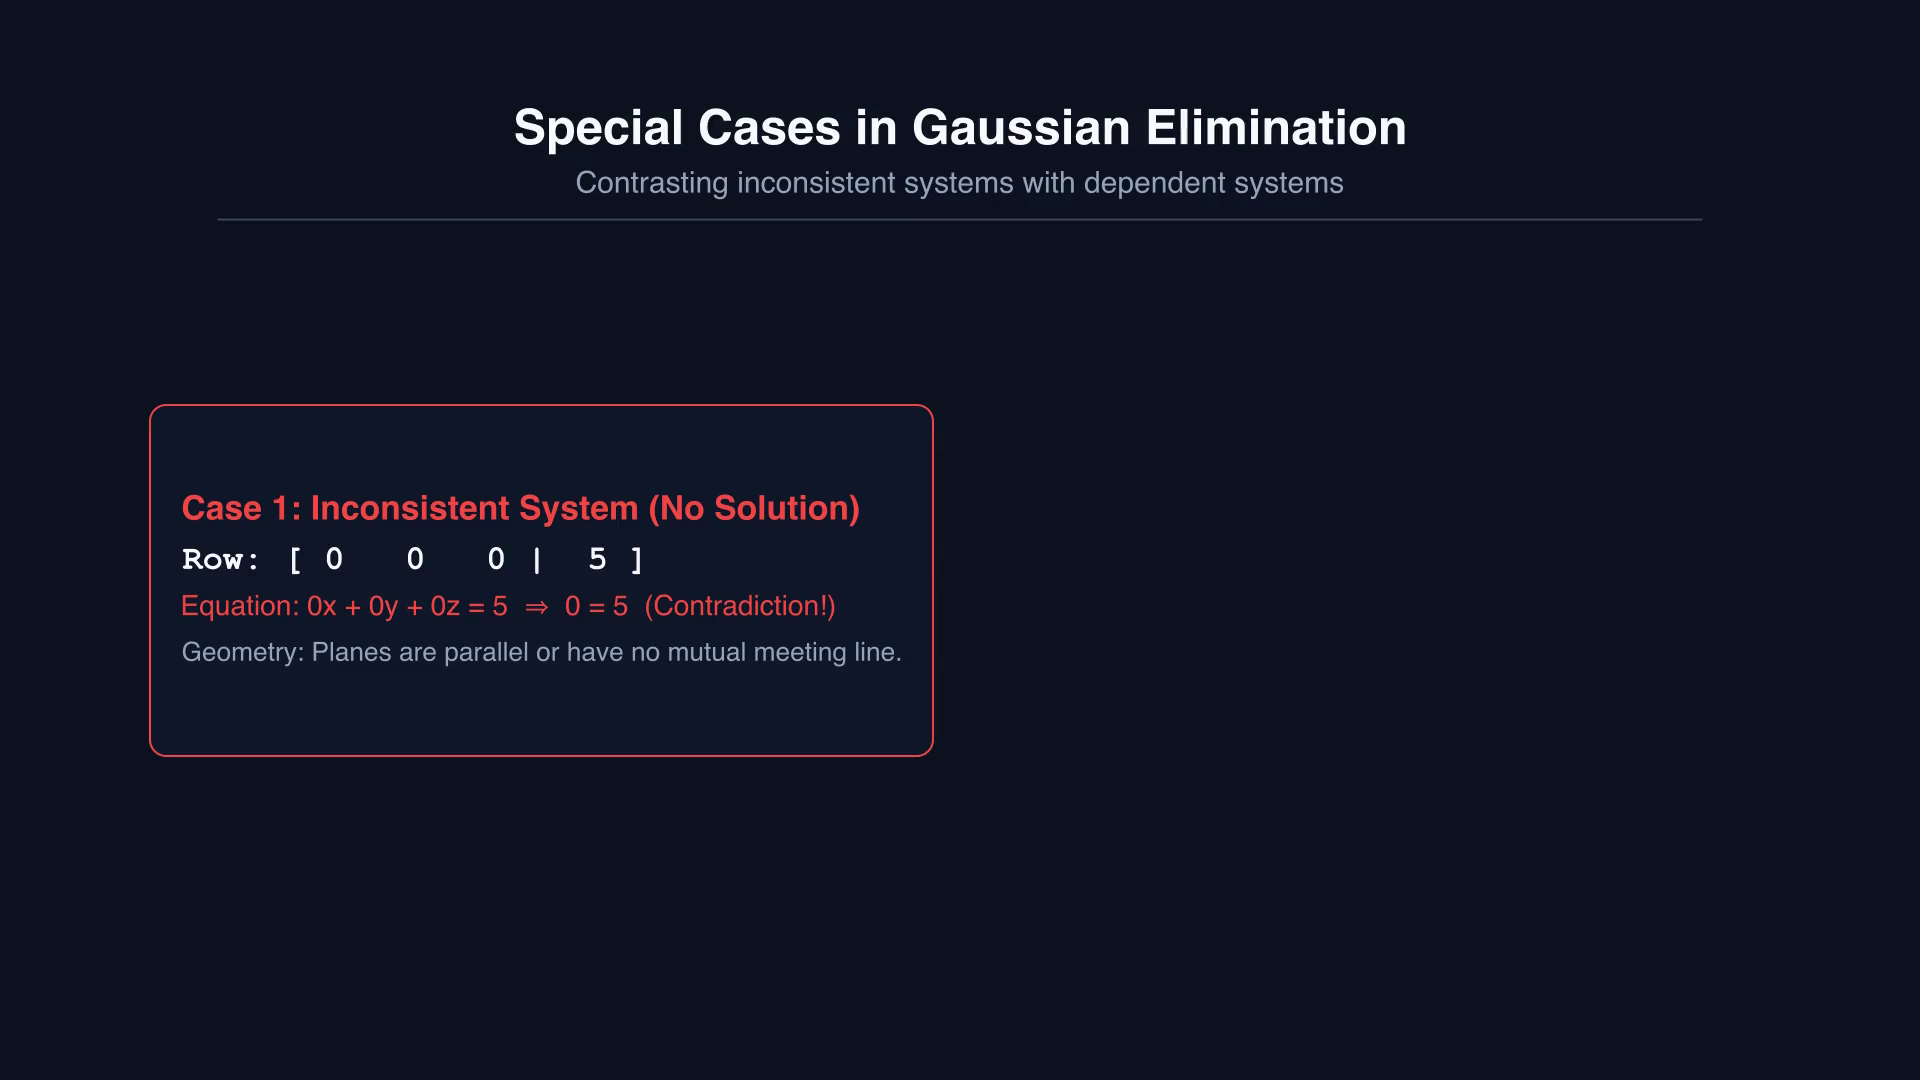 Special Cases in Gaussian Elimination
Contrasting inconsistent systems with dependent systems
Case 1: Inconsistent System (No Solution)
Row: [ 0 0 0 | 5 ]
Equation: 0x + 0y + 0z = 5 ⇒ 0 = 5 (Contradiction!)
Geometry: Planes are parallel or have no mutual meeting line.